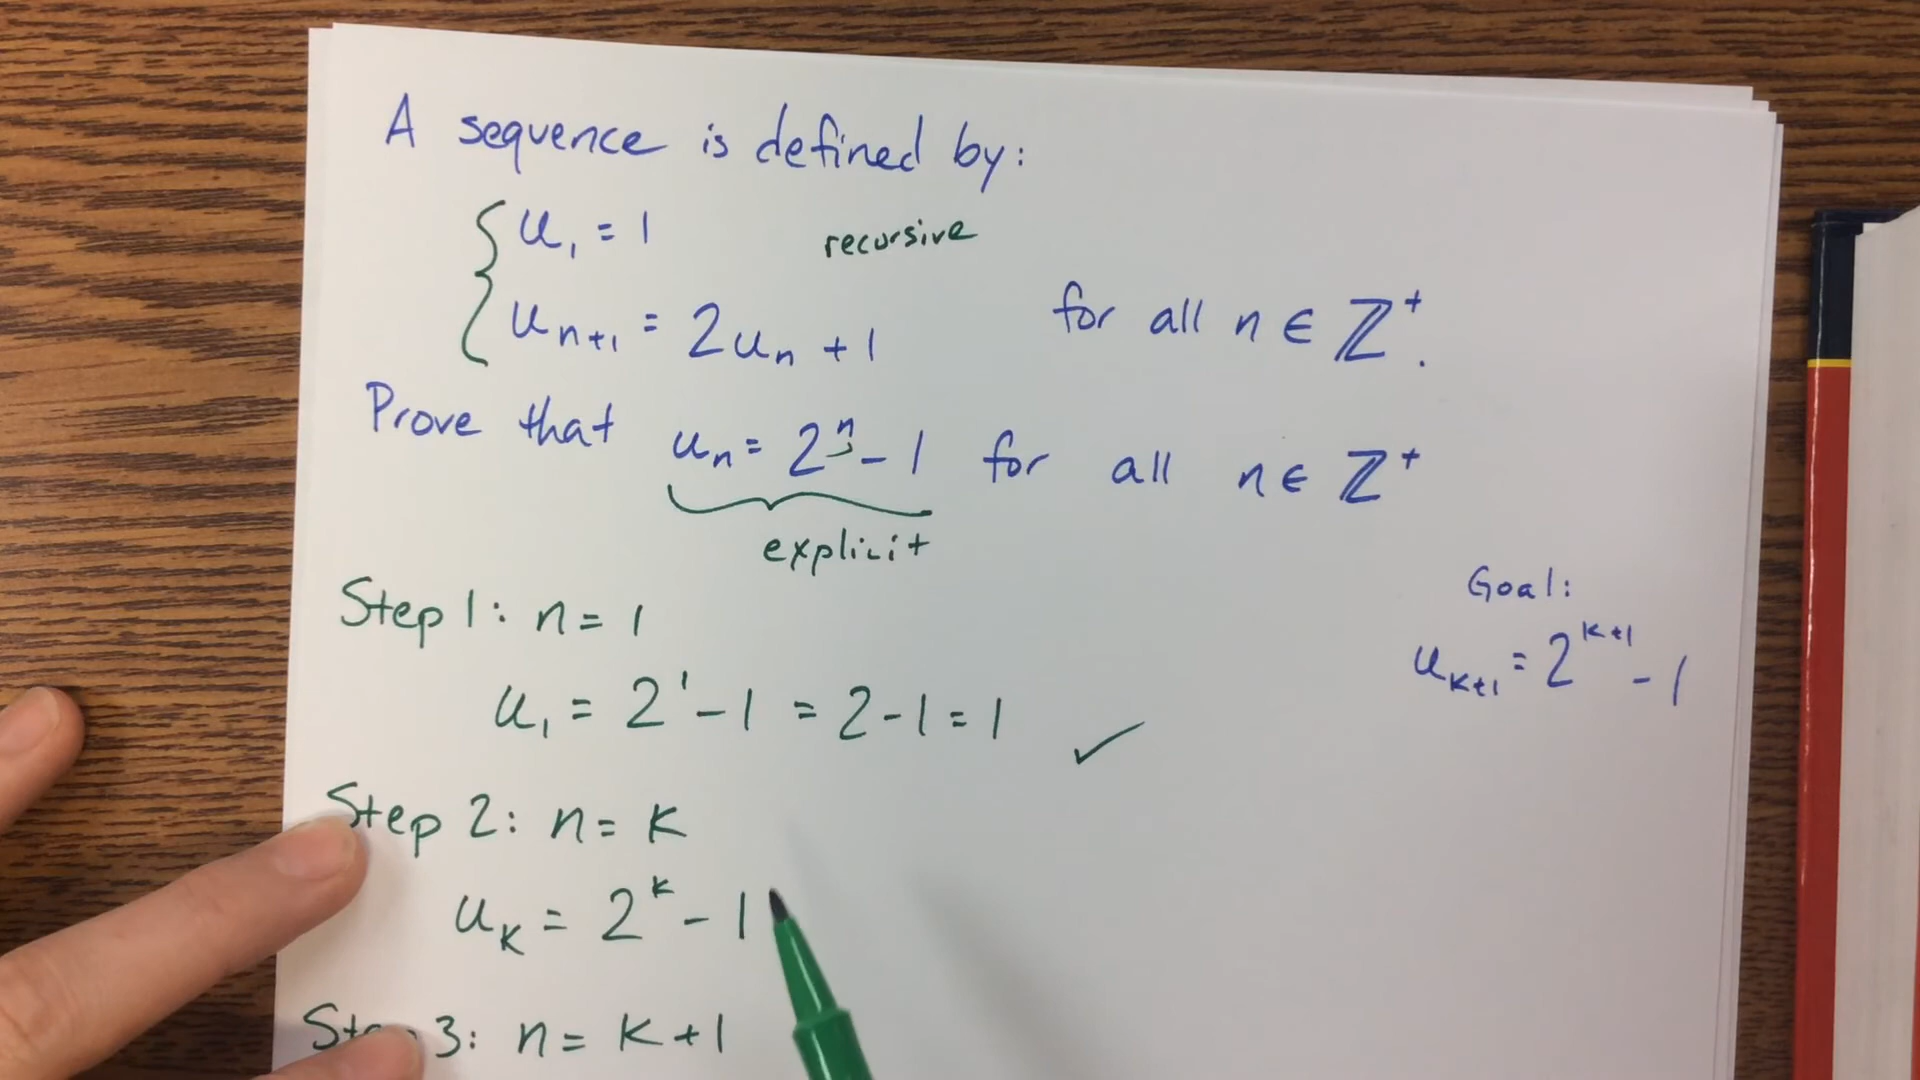 A sequence is defined by:
u₁ = 1 recursive
uₙ₊₁ = 2uₙ + 1 for all n ∈ ℤ⁺.
Prove that uₙ = 2ⁿ - 1 for all n ∈ ℤ⁺
explicit
Goal:
Step 1: n = 1
uₖ₊₁ = 2ᵏ⁺¹ - 1
u₁ = 2¹ - 1 = 2 - 1 = 1 ✓
Step 2: n = k
uₖ = 2ᵏ - 1
Step 3: n = k + 1